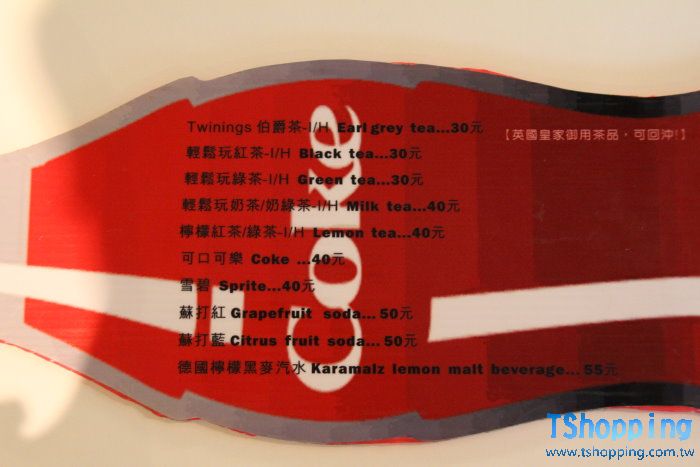 Twinings 伯爵茶-I/H Earl grey tea...30元
【英國皇家御用茶品，可回沖!】
輕鬆玩紅茶-I/H Black tea...30元
輕鬆玩綠茶-I/H Green tea...30元
輕鬆玩奶茶/奶綠茶-I/H Milk tea...40元
檸檬紅茶/綠茶-I/H Lemon tea...40元
可口可樂 Coke ...40元
雪碧 Sprite...40元
蘇打紅 Grapefruit soda... 50元
蘇打藍 Citrus fruit soda... 50元
德國檸檬黑麥汽水 Karamalz lemon malt beverage... 55元
Coke
TShopping
www.tshopping.com.tw